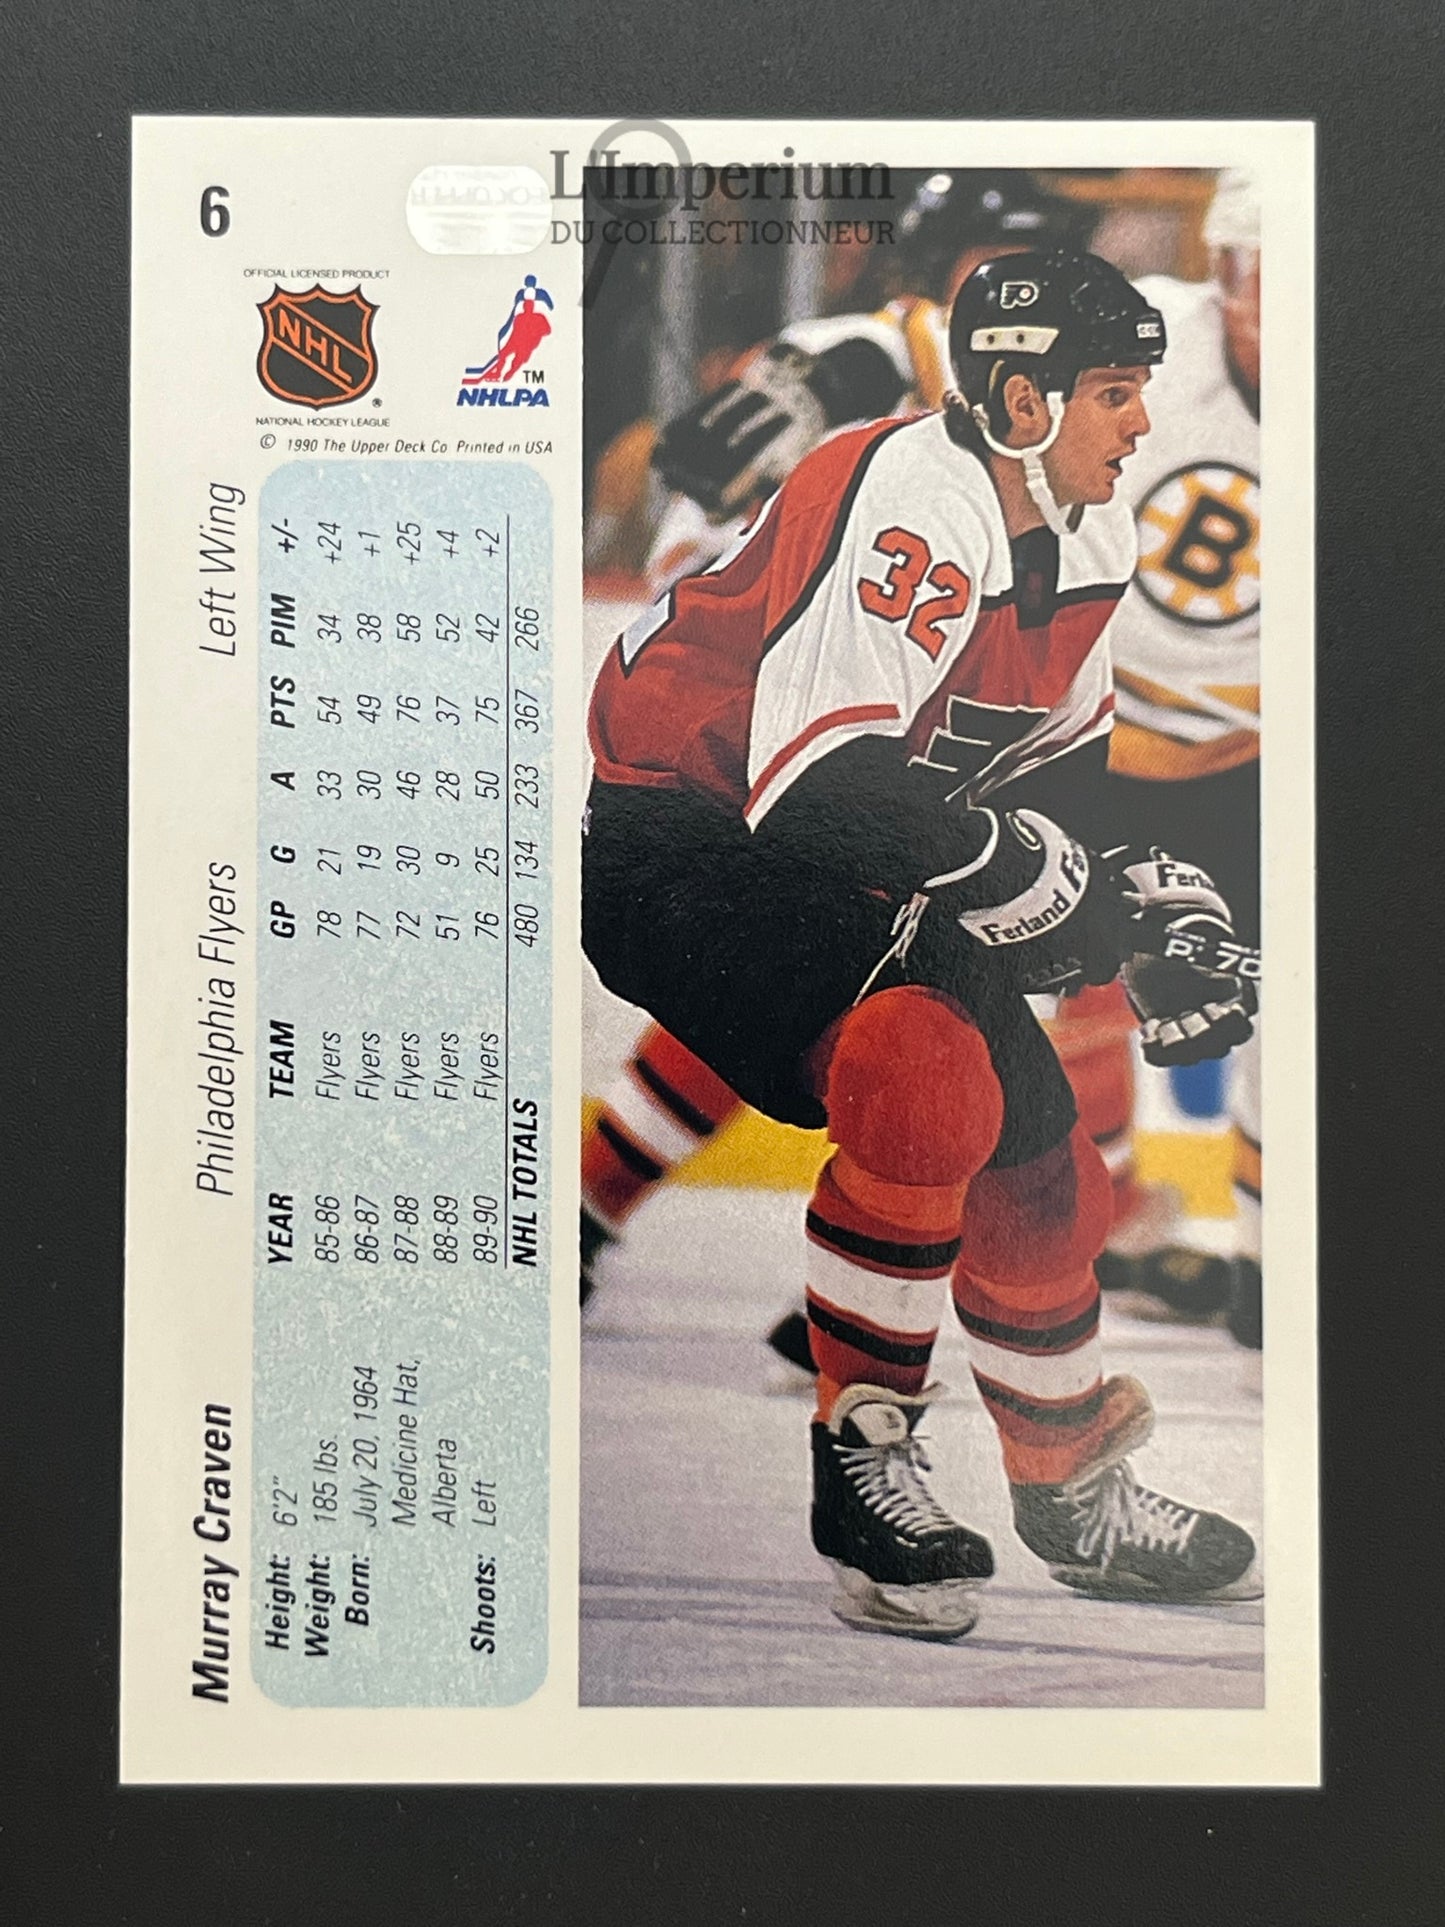 L'Imperium
DU COLLECTIONNEUR
6
OFFICIAL LICENSED PRODUCT
NHL
®
NATIONAL HOCKEY LEAGUE
TM
NHLPA
© 1990 The Upper Deck Co. Printed in USA
Murray Craven Philadelphia Flyers Left Wing
Height: 6'2"
Weight: 185 lbs.
Born: July 20, 1964
Medicine Hat,
Alberta
Shoots: Left
YEAR TEAM GP G A PTS PIM +/-
85-86 Flyers 78 21 33 54 34 +24
86-87 Flyers 77 19 30 49 38 +1
87-88 Flyers 72 30 46 76 58 +25
88-89 Flyers 51 9 28 37 52 +4
89-90 Flyers 76 25 50 75 42 +2
NHL TOTALS 480 134 233 367 266
P
32
B
Ferland
P. 70